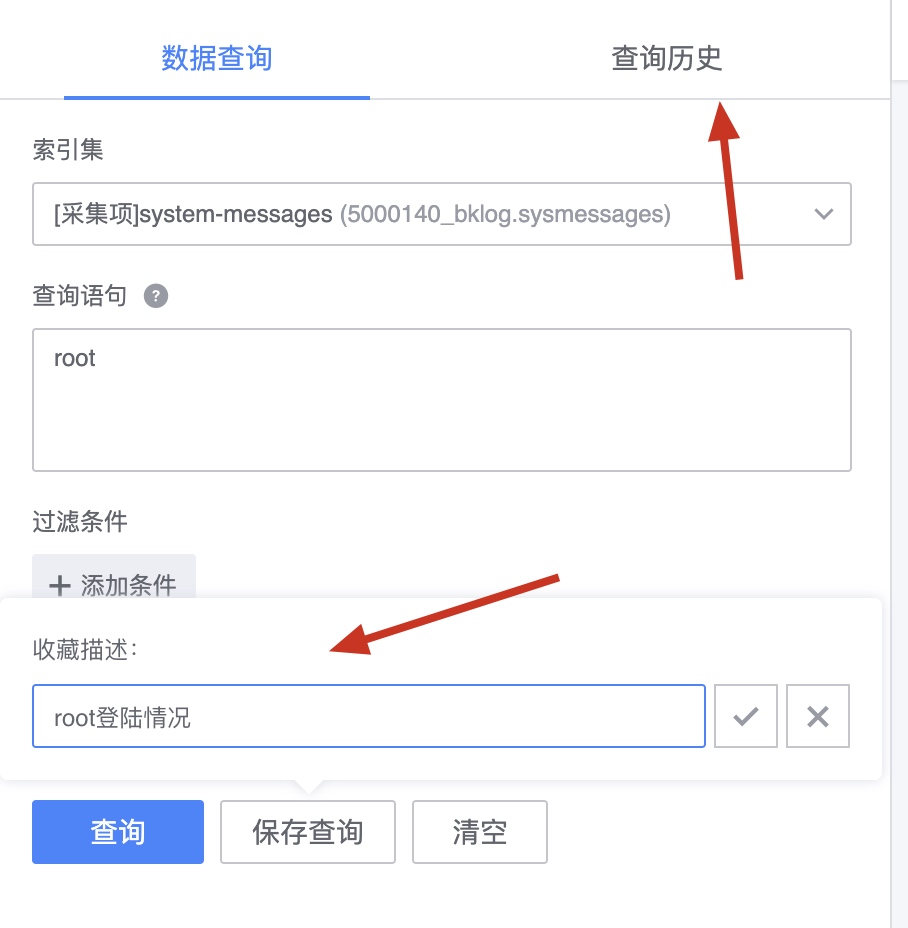 数据查询 查询历史
索引集
[采集项]system-messages (5000140_bklog.sysmessages)
查询语句 ?
root
过滤条件
+ 添加条件
收藏描述:
root登陆情况
查询 保存查询 清空